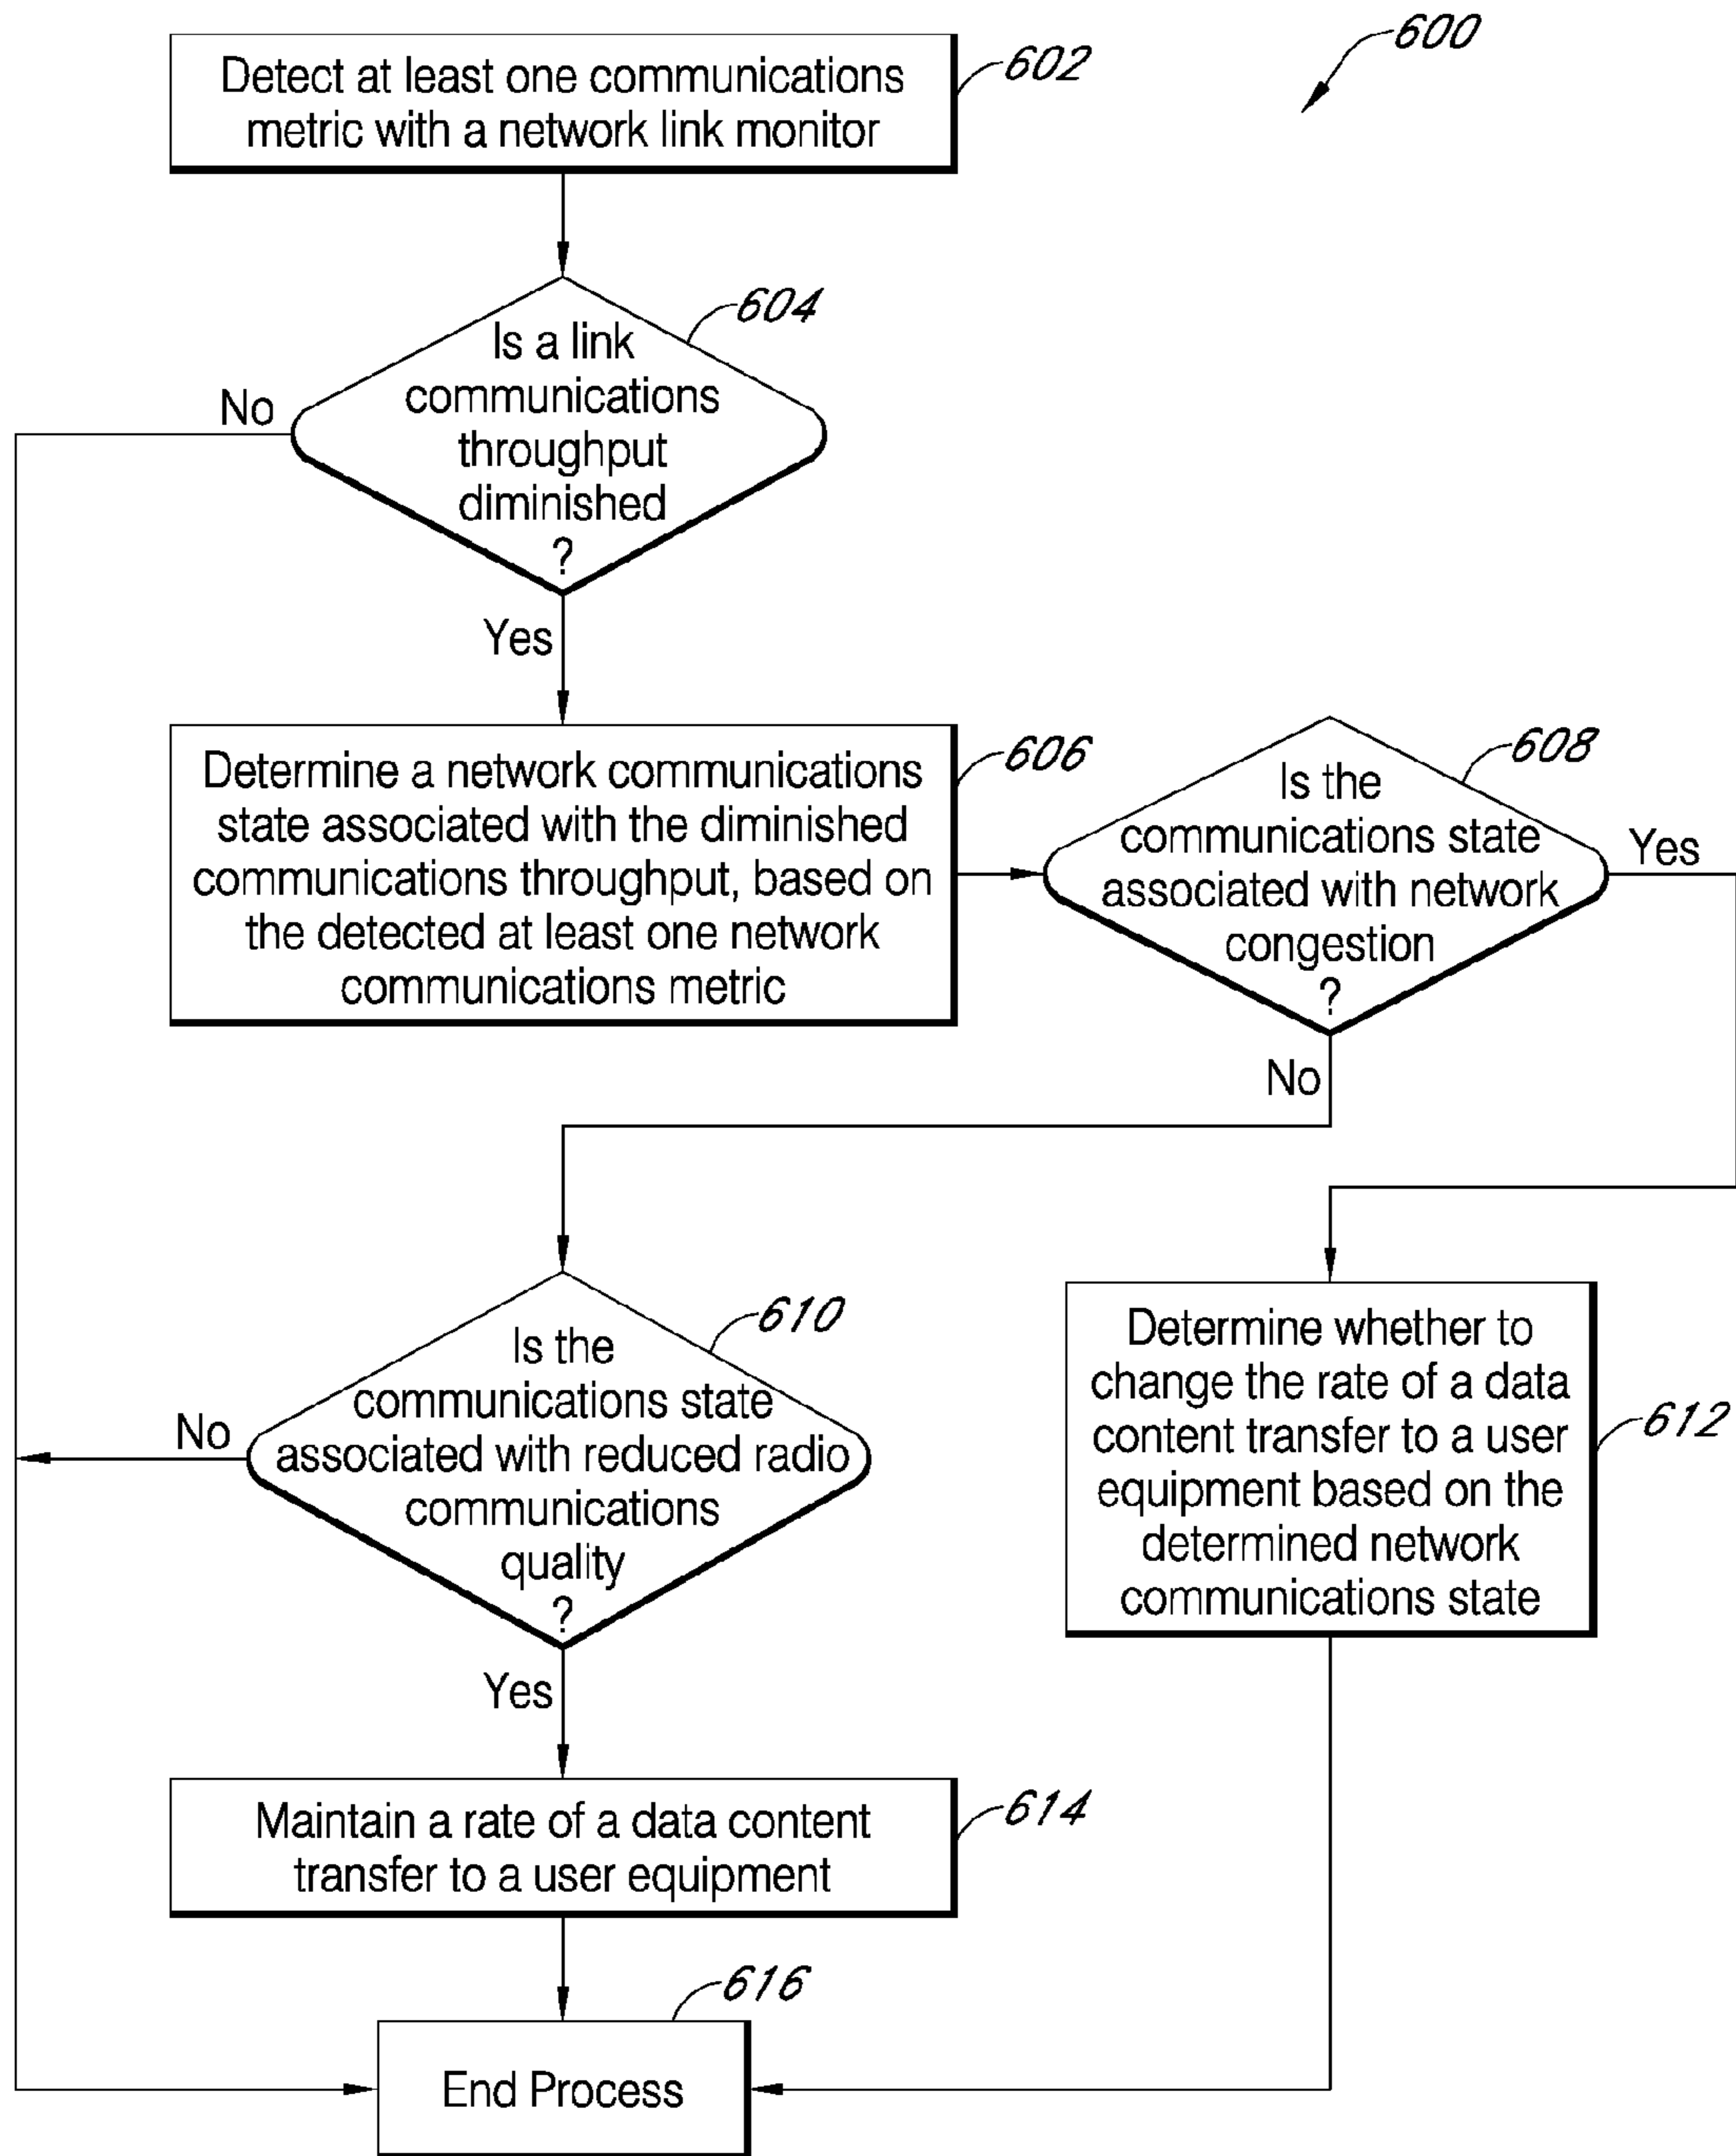 600
Detect at least one communications
metric with a network link monitor
602
604
Is a link
communications
throughput
diminished
?
No
Yes
Determine a network communications
state associated with the diminished
communications throughput, based on
the detected at least one network
communications metric
606
608
Is the
communications state
associated with network
congestion
?
Yes
No
610
Is the
communications state
associated with reduced radio
communications
quality
?
No
Yes
Determine whether to
change the rate of a data
content transfer to a user
equipment based on the
determined network
communications state
612
Maintain a rate of a data content
transfer to a user equipment
614
616
End Process